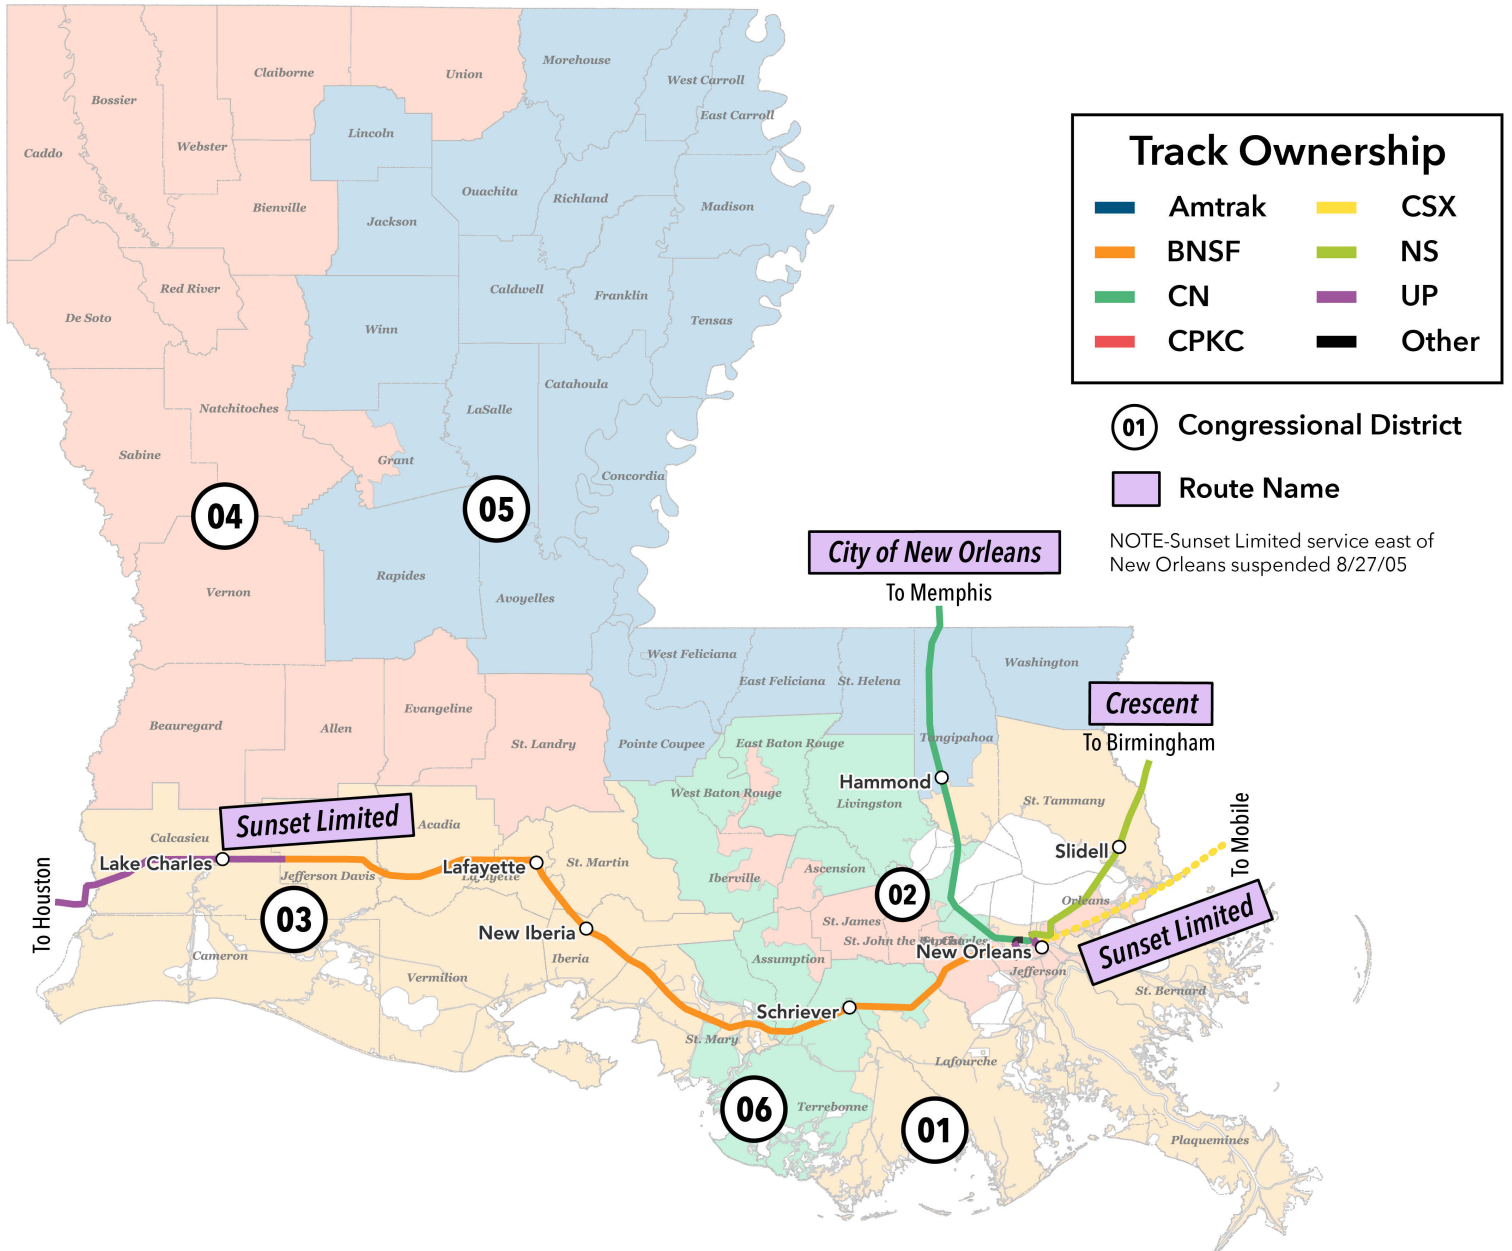 Morehouse
Claiborne
Union
West Carroll
Bossier
East Carroll
Lincoln
Webster
Caddo
Ouachita
Richland
Madison
Bienville
Jackson
Red River
Caldwell
Franklin
De Soto
Winn
Tensas
Catahoula
Natchitoches
LaSalle
Sabine
Grant
Concordia
04
05
Rapides
Vernon
Avoyelles
Track Ownership
Amtrak
CSX
BNSF
NS
CN
UP
CPKC
Other
01
Congressional District
Route Name
NOTE-Sunset Limited service east of
New Orleans suspended 8/27/05
City of New Orleans
To Memphis
West Feliciana
East Feliciana
St. Helena
Washington
Crescent
To Birmingham
Beauregard
Allen
Evangeline
St. Landry
Pointe Coupee
East Baton Rouge
Tangipahoa
Hammond
West Baton Rouge
Livingston
St. Tammany
Sunset Limited
Acadia
Calcasieu
Lake Charles
Jefferson Davis
Lafayette
Lafayette
St. Martin
Iberville
Ascension
Slidell
To Mobile
To Houston
03
02
Orleans
St. James
New Iberia
St. John the Baptist
St. Charles
New Orleans
Sunset Limited
Cameron
Iberia
Assumption
Jefferson
Vermilion
St. Bernard
Schriever
St. Mary
Lafourche
06
Terrebonne
01
Plaquemines